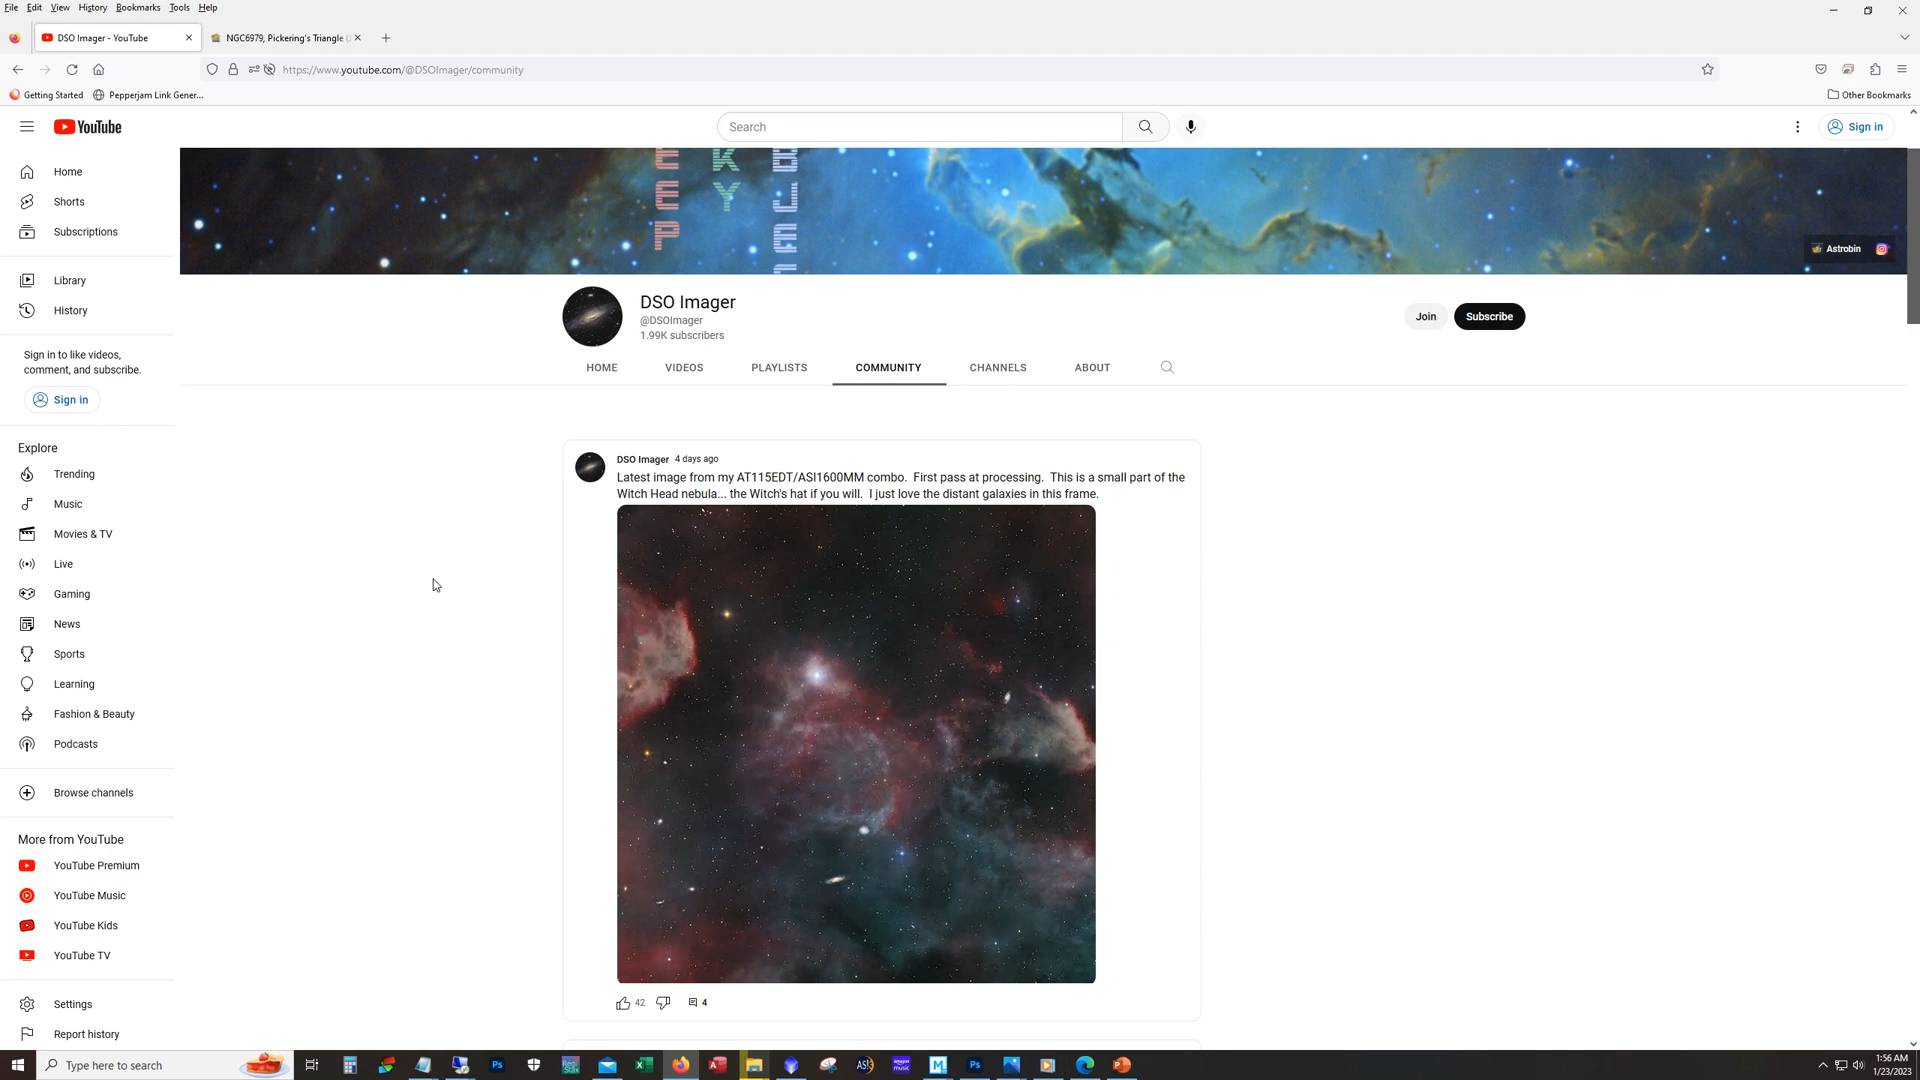 File Edit View History Bookmarks Tools Help
DSO Imager - YouTube
NGC6979, Pickering's Triangle (
https://www.youtube.com/@DSOImager/community
Getting Started
Pepperjam Link Gener...
Other Bookmarks
YouTube
Search
Sign in
Home
Shorts
Subscriptions
Library
History
Sign in to like videos,
comment, and subscribe.
Sign in
Explore
Trending
Music
Movies & TV
Live
Gaming
News
Sports
Learning
Fashion & Beauty
Podcasts
Browse channels
More from YouTube
YouTube Premium
YouTube Music
YouTube Kids
YouTube TV
Settings
Report history
Astrobin
DSO Imager
@DSOImager
1.99K subscribers
Join
Subscribe
HOME VIDEOS PLAYLISTS COMMUNITY CHANNELS ABOUT
DSO Imager 4 days ago
Latest image from my AT115EDT/ASI1600MM combo. First pass at processing. This is a small part of the
Witch Head nebula... the Witch's hat if you will. I just love the distant galaxies in this frame.
42
4
Type here to search
1:56 AM
1/23/2023